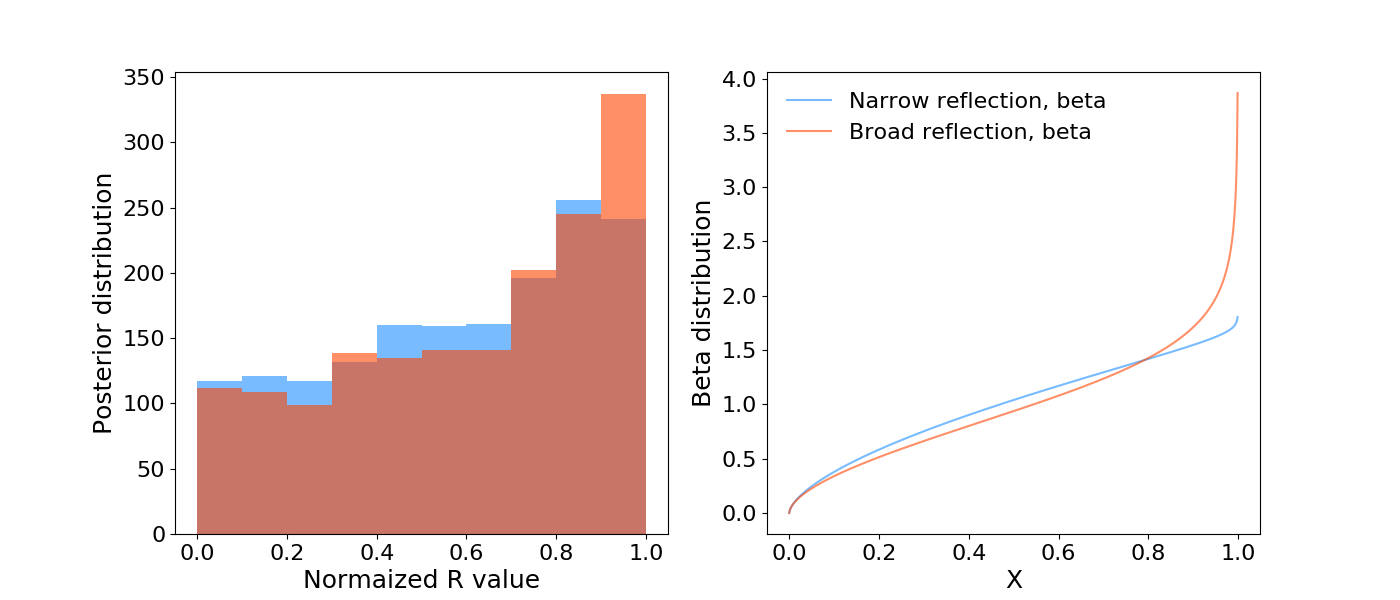 350
300
250
200
150
100
50
0
0.0 0.2 0.4 0.6 0.8 1.0
Posterior distribution
Normaized R value
4.0
3.5
3.0
2.5
2.0
1.5
1.0
0.5
0.0
0.0 0.2 0.4 0.6 0.8 1.0
Beta distribution
X
Narrow reflection, beta
Broad reflection, beta